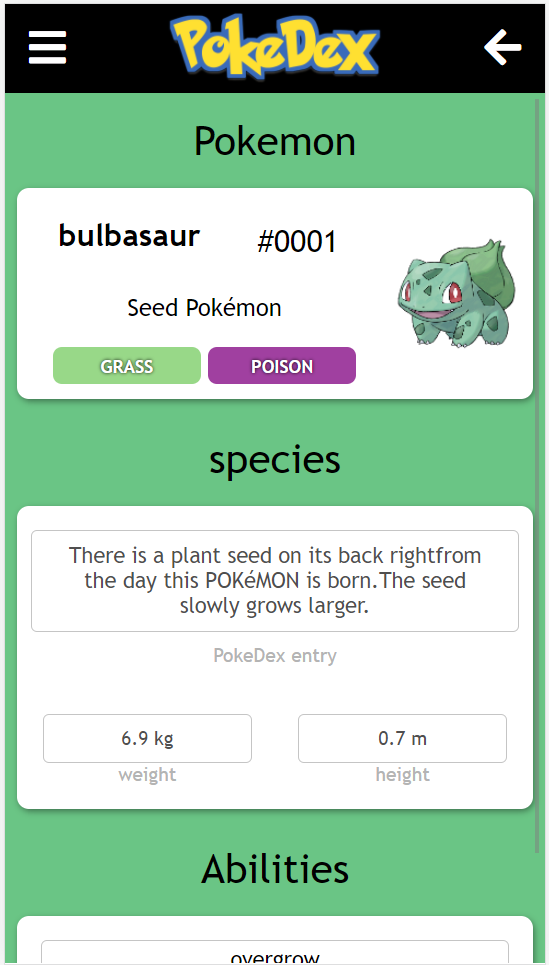 PokeDex
Pokemon
bulbasaur #0001
Seed Pokémon
GRASS POISON
species
There is a plant seed on its back rightfrom
the day this POKéMON is born.The seed
slowly grows larger.
PokeDex entry
6.9 kg 0.7 m
weight height
Abilities
overgrow